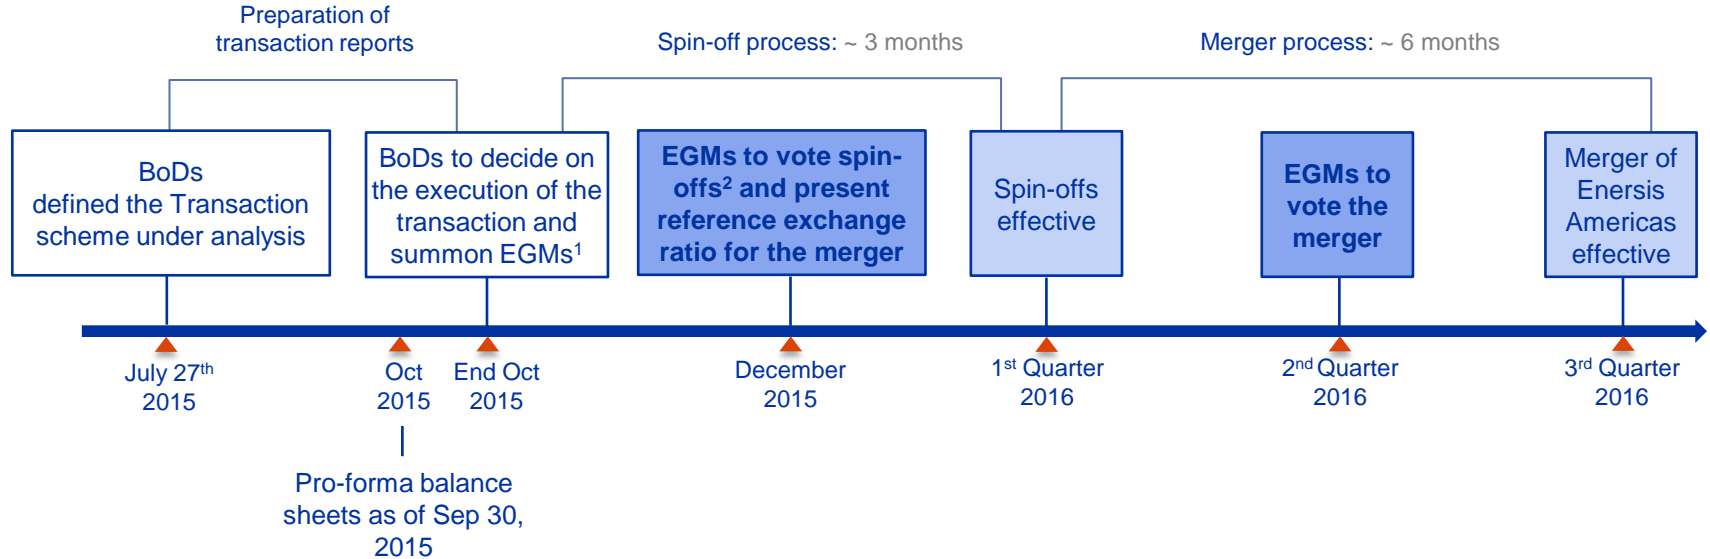 Preparation of
transaction reports
Spin-off process: ~ 3 months
Merger process: ~ 6 months
BoDs
defined the Transaction
scheme under analysis
BoDs to decide on
the execution of the
transaction and
summon EGMs¹
EGMs to vote spin-
offs² and present
reference exchange
ratio for the merger
Spin-offs
effective
EGMs to
vote the
merger
Merger of
Enersis
Americas
effective
July 27th
2015
Oct
2015
End Oct
2015
December
2015
1st Quarter
2016
2nd Quarter
2016
3rd Quarter
2016
Pro-forma balance
sheets as of Sep 30,
2015